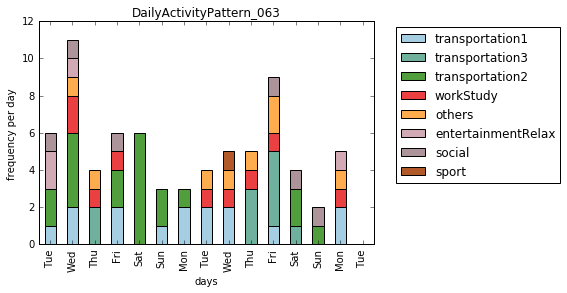 DailyActivityPattern_063
12
10
8
6
4
2
0
frequency per day
Tue Wed Thu Fri Sat Sun Mon Tue Wed Thu Fri Sat Sun Mon Tue
days
transportation1
transportation3
transportation2
workStudy
others
entertainmentRelax
social
sport